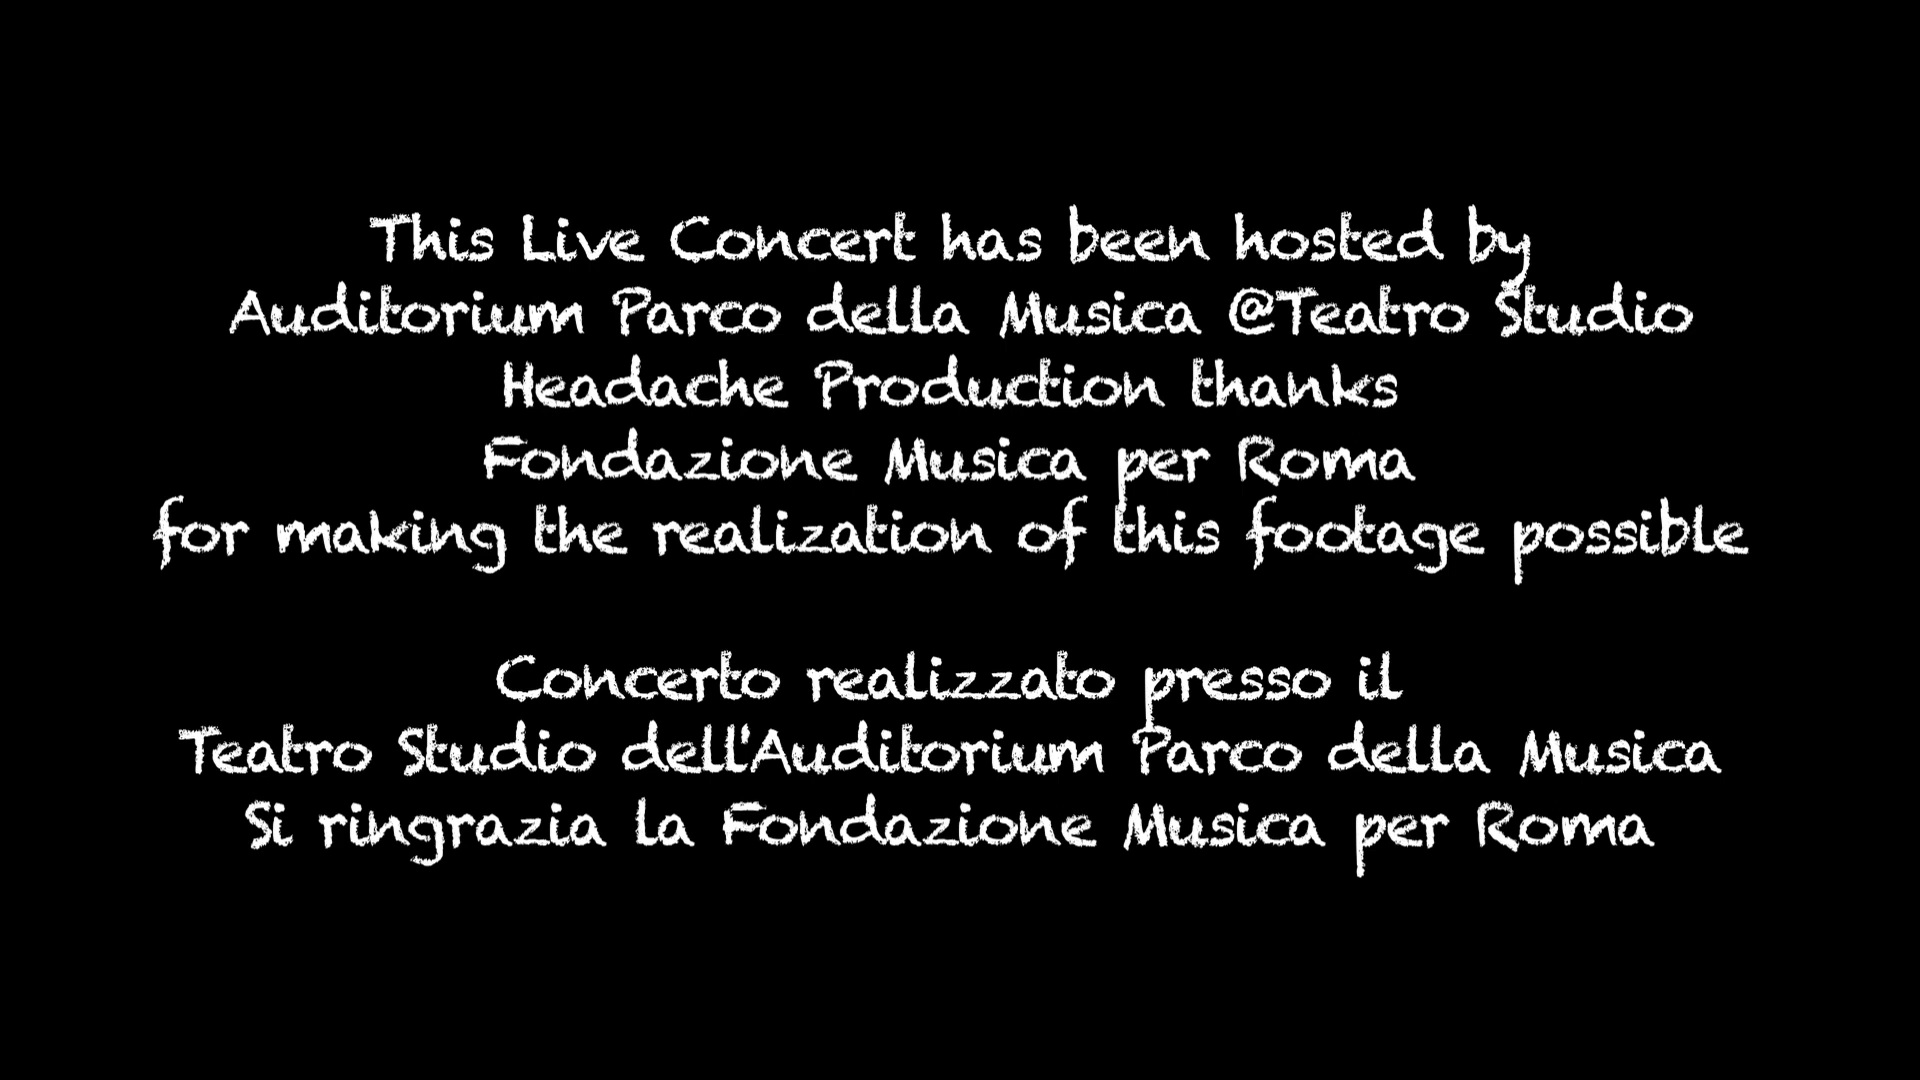 This Live Concert has been hosted by
Auditorium Parco della Musica @Teatro Studio
Headache Production thanks
Fondazione Musica per Roma
for making the realization of this footage possible
Concerto realizzato presso il
Teatro Studio dell'Auditorium Parco della Musica
Si ringrazia la Fondazione Musica per Roma